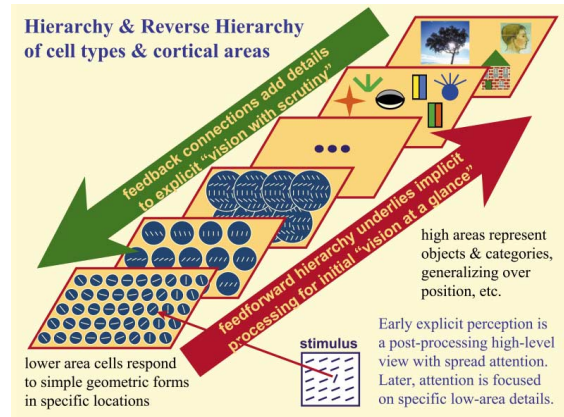 Hierarchy & Reverse Hierarchy
of cell types & cortical areas
feedback connections add details
to explicit “vision with scrutiny”
feedforward hierarchy underlies implicit
processing for initial “vision at a glance”
high areas represent
objects & categories,
generalizing over
position, etc.
stimulus
lower area cells respond
to simple geometric forms
in specific locations
Early explicit perception is
a post-processing high-level
view with spread attention.
Later, attention is focused
on specific low-area details.